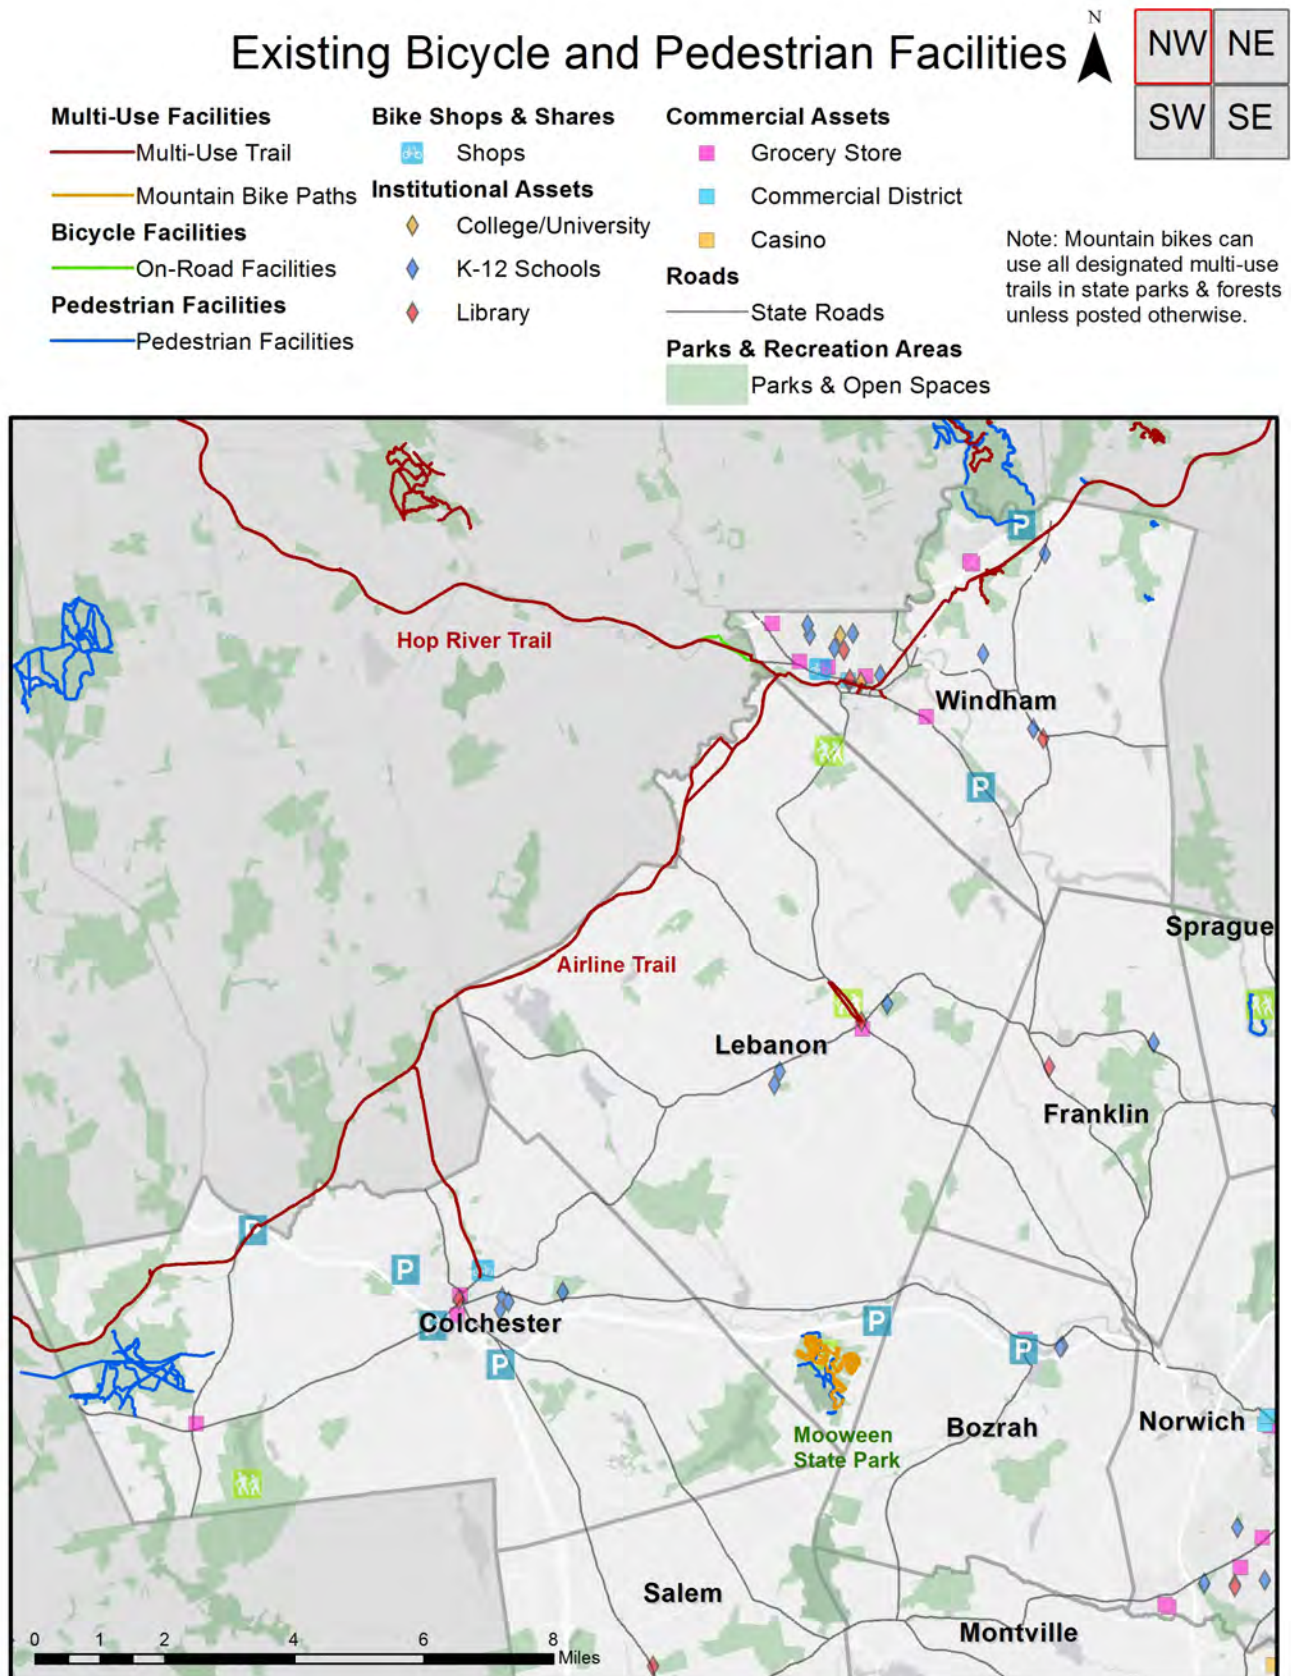 Existing Bicycle and Pedestrian Facilities
N
NW NE
SW SE
Multi-Use Facilities
Multi-Use Trail
Mountain Bike Paths
Bicycle Facilities
On-Road Facilities
Pedestrian Facilities
Pedestrian Facilities
Bike Shops & Shares
Shops
Institutional Assets
College/University
K-12 Schools
Library
Commercial Assets
Grocery Store
Commercial District
Casino
Roads
State Roads
Parks & Recreation Areas
Parks & Open Spaces
Note: Mountain bikes can
use all designated multi-use
trails in state parks & forests
unless posted otherwise.
P
Hop River Trail
Windham
P
Sprague
Airline Trail
Lebanon
Franklin
P
P
P
Colchester
P
P
P
Mooween
State Park
Bozrah
Norwich
Salem
Montville
0 1 2 4 6 8
Miles